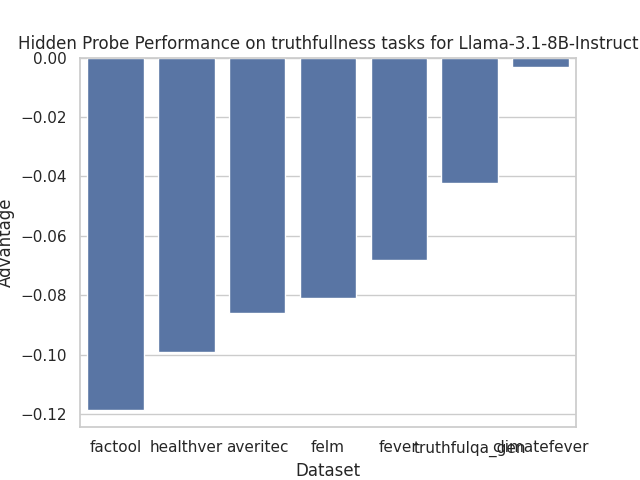 Hidden Probe Performance on truthfullness tasks for Llama-3.1-8B-Instruct
0.00
−0.02
−0.04
−0.06
−0.08
−0.10
−0.12
Advantage
factool healthver averitec felm fever truthfulqa_gen climatefever
Dataset